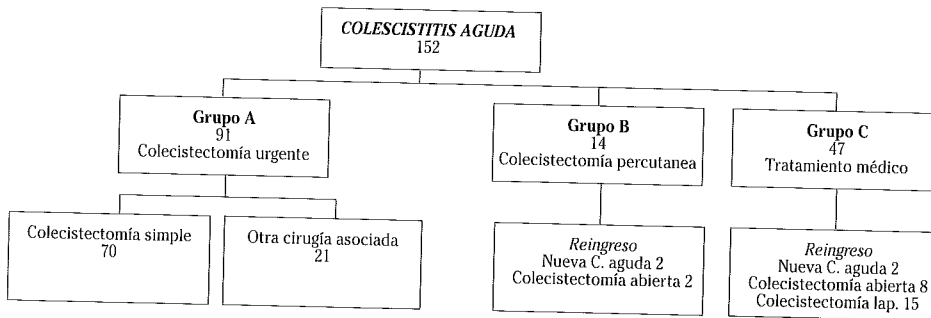 COLESCISTITIS AGUDA
152
Grupo A
91
Colecistectomía urgente
Grupo B
14
Colecistectomía percutanea
Grupo C
47
Tratamiento médico
Colecistectomía simple
70
Otra cirugía asociada
21
Reingreso
Nueva C. aguda 2
Colecistectomía abierta 2
Reingreso
Nueva C. aguda 2
Colecistectomía abierta 8
Colecistectomía lap. 15